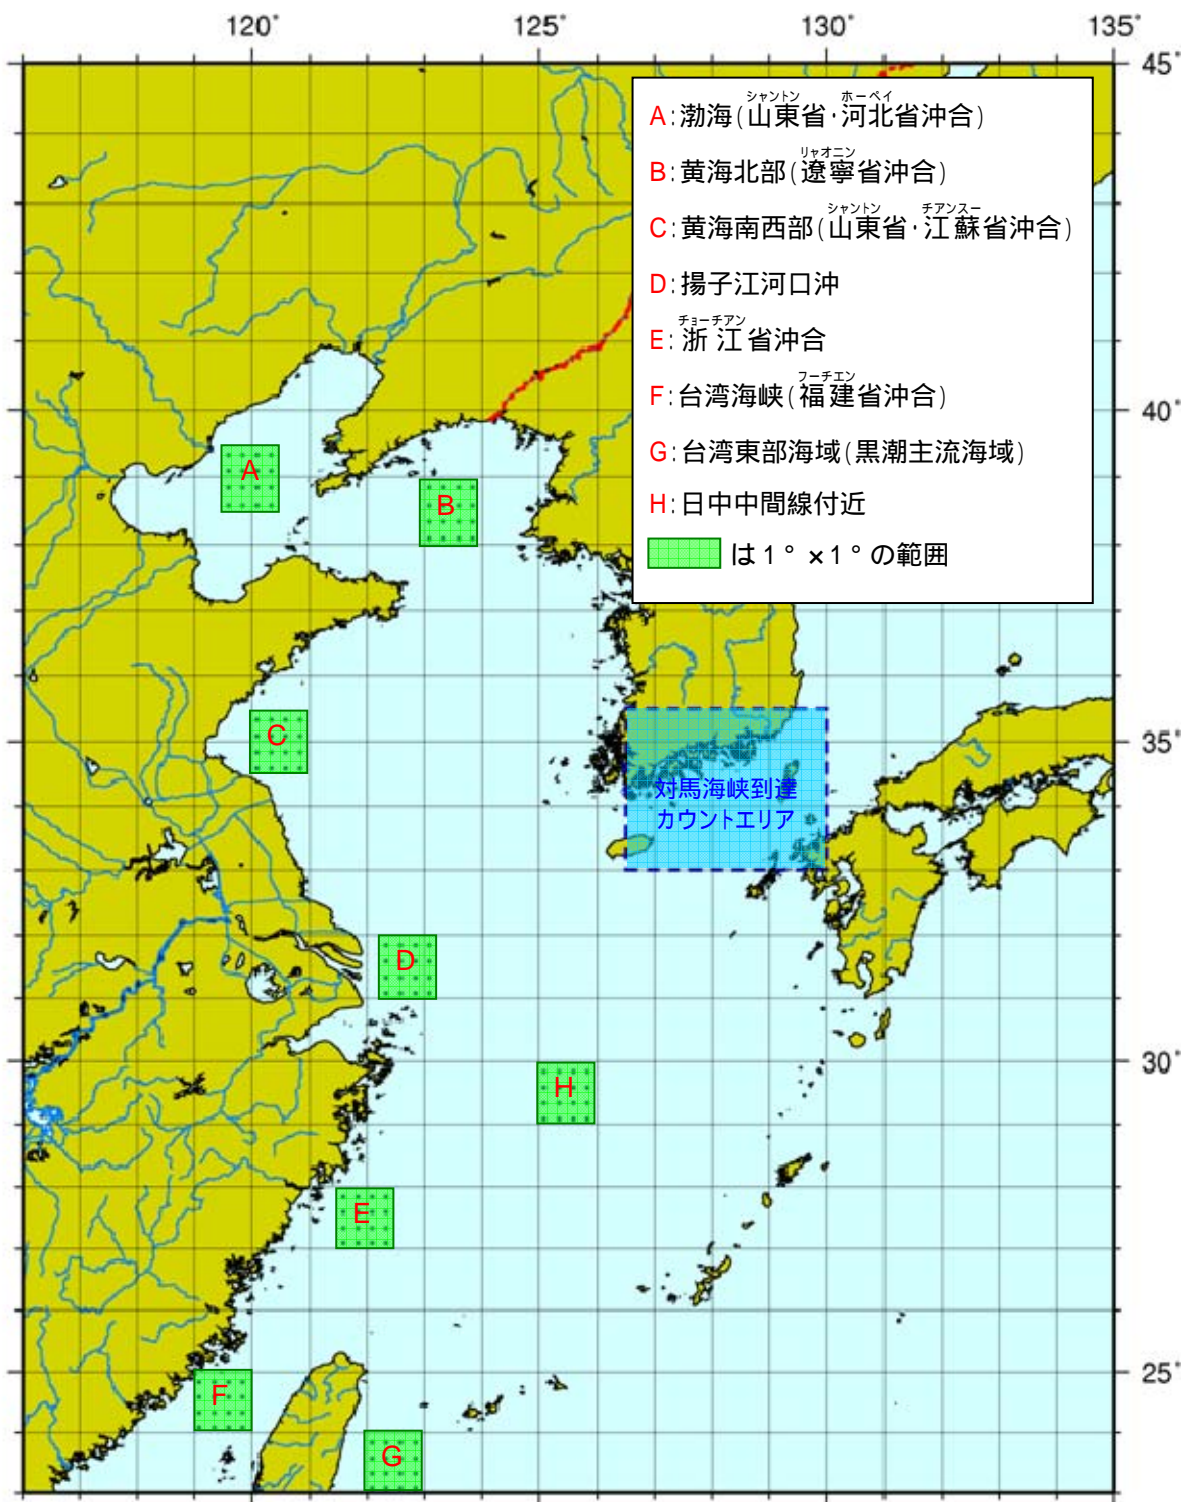 120° 125° 130° 135°
45°
シャントン ホーペイ
A:渤海(山東省・河北省沖合)
リャオニン
B:黄海北部(遼寧省沖合)
シャントン チアンスー
C:黄海南西部(山東省・江蘇省沖合)
D:揚子江河口沖
チョーチアン
E:浙江省沖合
フーチエン
F:台湾海峡(福建省沖合)
G:台湾東部海域(黒潮主流海域)
H:日中中間線付近
は1°×1°の範囲
40°
A
B
C
35°
対馬海峡到達
カウントエリア
D
30°
H
E
25°
F
G